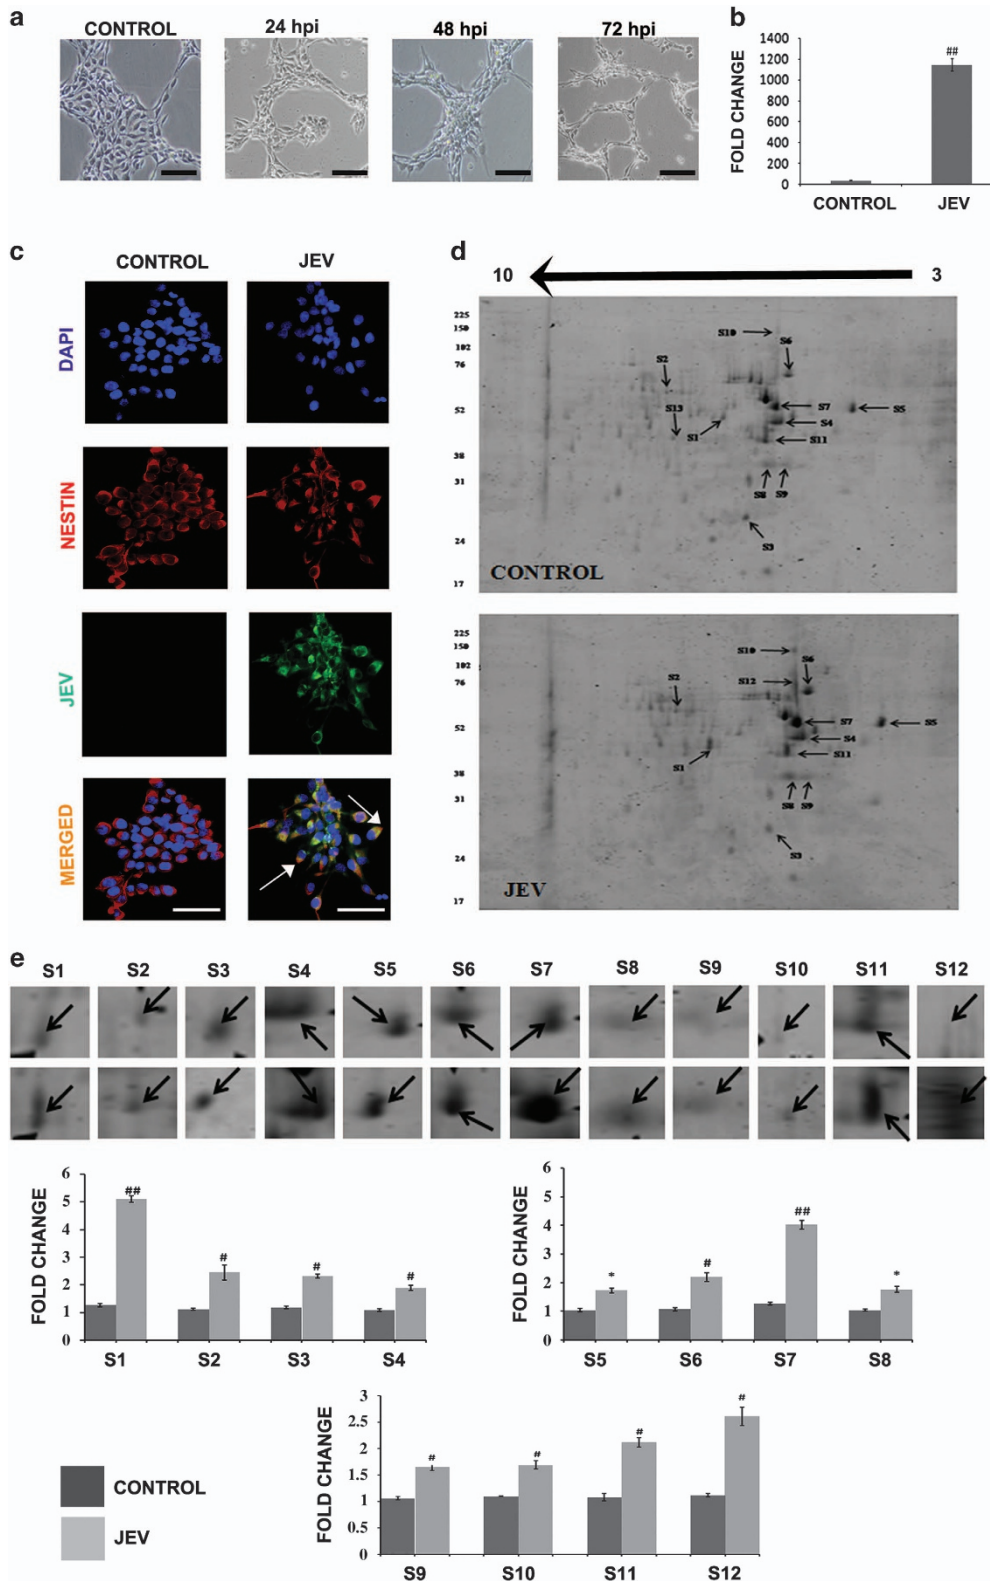 a
CONTROL 24 hpi 48 hpi 72 hpi
b
FOLD CHANGE
1400
1200
1000
800
600
400
200
0
##
CONTROL JEV
c
CONTROL JEV
DAPI
NESTIN
JEV
MERGED
d
10 3
225
150
102
76
52
38
31
24
17
S10
S6
S2
S13
S1
S7
S5
S4
S11
S8 S9
S3
CONTROL
225
150
102
76
52
38
31
24
17
S10
S6
S2
S12
S7
S5
S4
S1
S11
S8 S9
S3
JEV
e
S1 S2 S3 S4 S5 S6 S7 S8 S9 S10 S11 S12
FOLD CHANGE
6
5
4
3
2
1
0
## # # #
S1 S2 S3 S4
FOLD CHANGE
6
5
4
3
2
1
0
* # ## *
S5 S6 S7 S8
FOLD CHANGE
3
2.5
2
1.5
1
0.5
0
# # # #
S9 S10 S11 S12
CONTROL
JEV